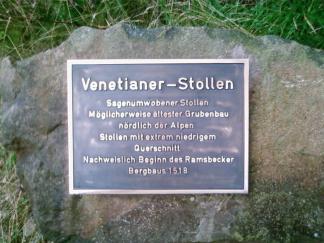 Venetianer-Stollen
Sagenumwobener Stollen
Möglicherweise ältester Grubenbau
nördlich der Alpen
Stollen mit extrem niedrigem
Querschnitt
Nachweislich Beginn des Ramsbecker
Bergbaus 1518